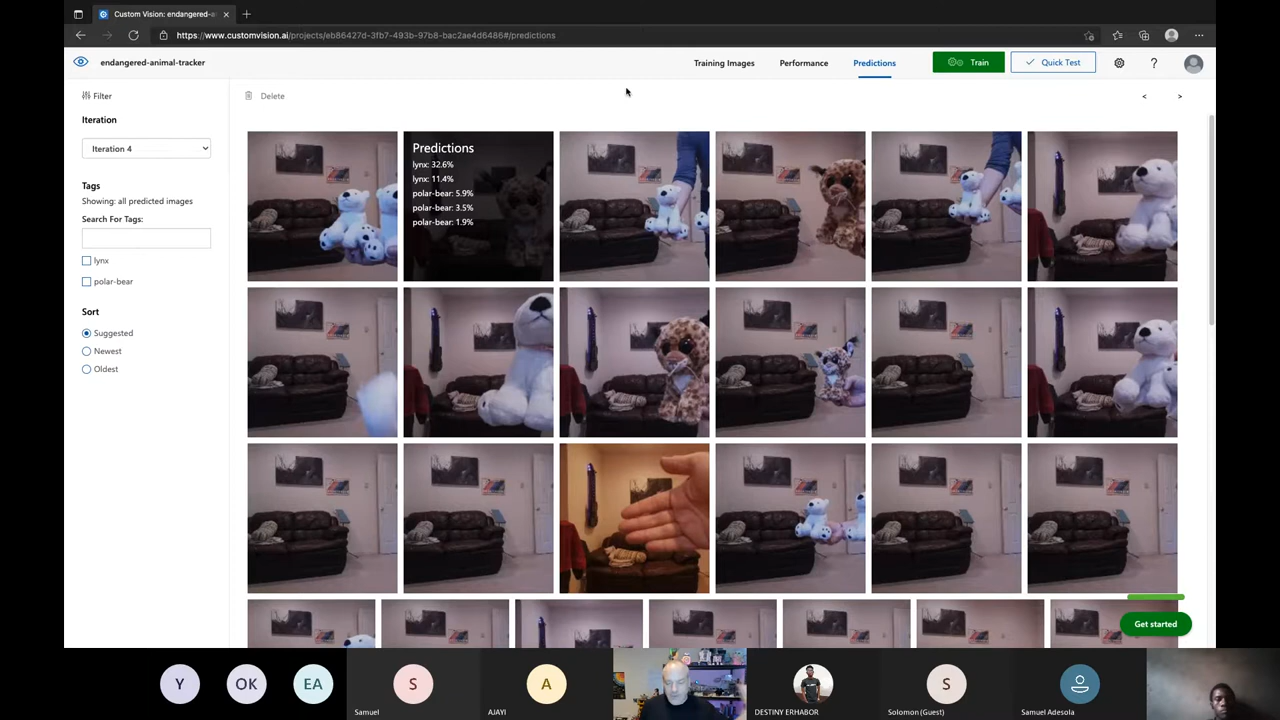 Custom Vision: endangered-a
https://www.customvision.ai/projects/eb86427d-3fb7-493b-97b8-bac2ae4d6486#/predictions
endangered-animal-tracker
Training Images
Performance
Predictions
Train
Quick Test
?
Filter
Delete
<
>
Iteration
Iteration 4
Tags
Showing: all predicted images
Search For Tags:
lynx
polar-bear
Sort
Suggested
Newest
Oldest
Predictions
lynx: 32.6%
lynx: 11.4%
polar-bear: 5.9%
polar-bear: 3.5%
polar-bear: 1.9%
Get started
Y
OK
EA
S
Samuel
A
AJAYI
DESTINY ERHABOR
S
Solomon (Guest)
Samuel Adesola